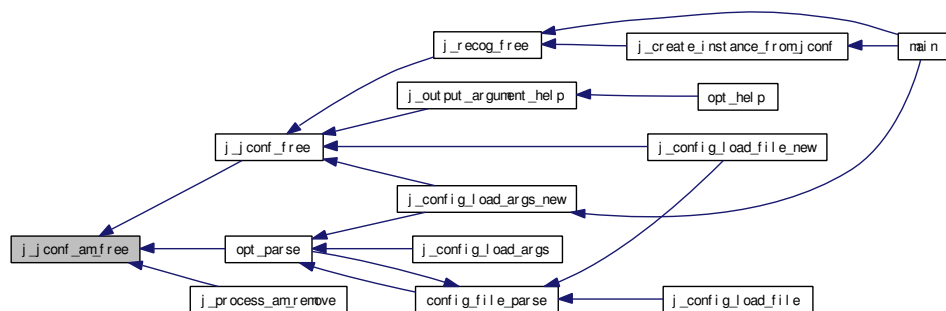 j_recog_free
j_create_instance_from_jconf
main
j_output_argument_help
opt_help
j_jconf_free
j_config_load_file_new
j_config_load_args_new
j_jconf_am_free
opt_parse
j_config_load_args
j_process_am_remove
config_file_parse
j_config_load_file